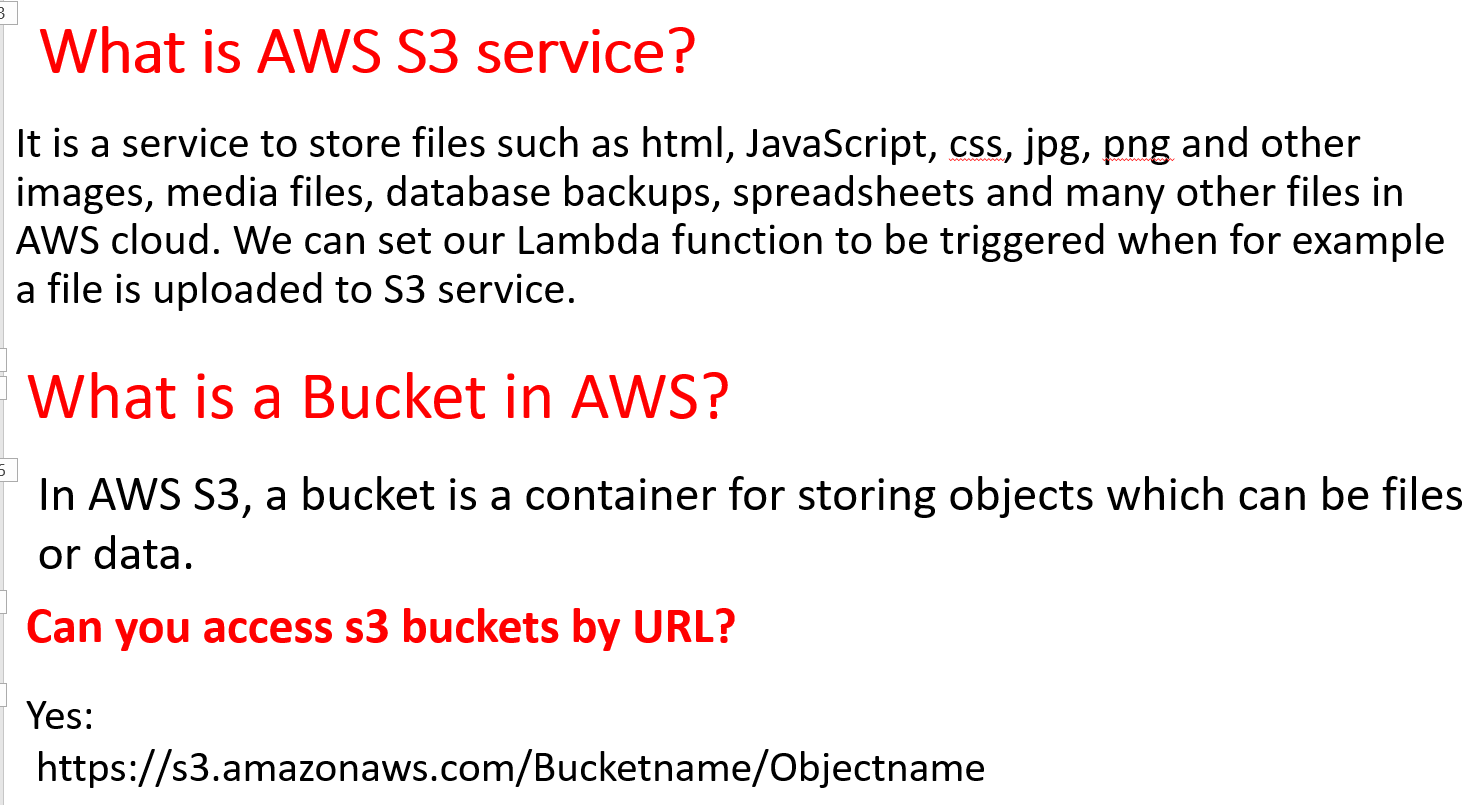 3
What is AWS S3 service?
It is a service to store files such as html, JavaScript, css, jpg, png and other
images, media files, database backups, spreadsheets and many other files in
AWS cloud. We can set our Lambda function to be triggered when for example
a file is uploaded to S3 service.
What is a Bucket in AWS?
In AWS S3, a bucket is a container for storing objects which can be files
or data.
Can you access s3 buckets by URL?
Yes:
https://s3.amazonaws.com/Bucketname/Objectname